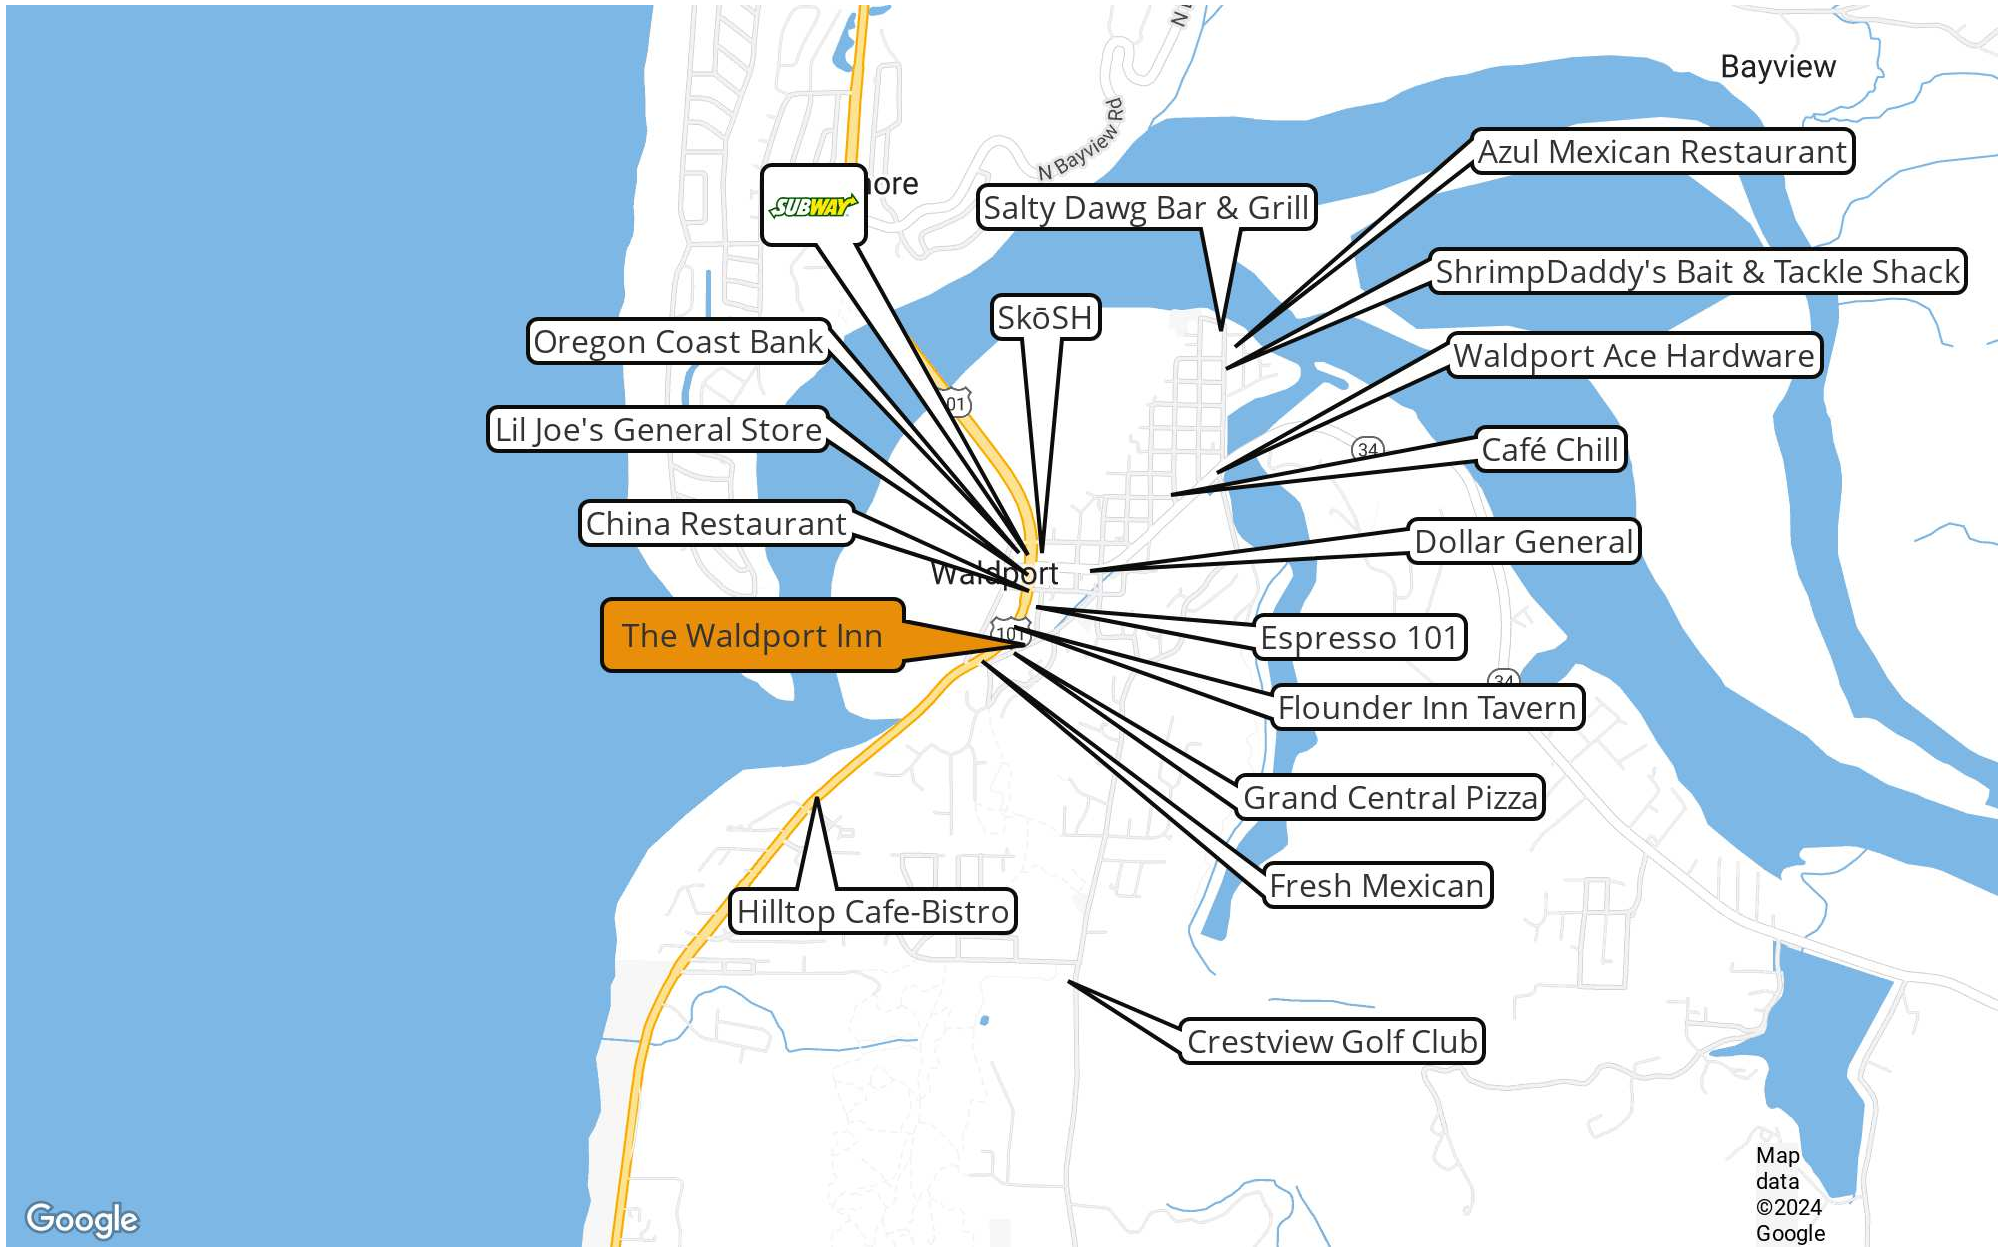 Bayview
N Bayview Rd
Azul Mexican Restaurant
Salty Dawg Bar & Grill
SUBWAY
ShrimpDaddy's Bait & Tackle Shack
SkōSH
Oregon Coast Bank
Waldport Ace Hardware
Lil Joe's General Store
34
Café Chill
China Restaurant
Dollar General
Waldport
The Waldport Inn
101
Espresso 101
34
Flounder Inn Tavern
Grand Central Pizza
Fresh Mexican
Hilltop Cafe-Bistro
Crestview Golf Club
Map
data
©2024
Google
Google